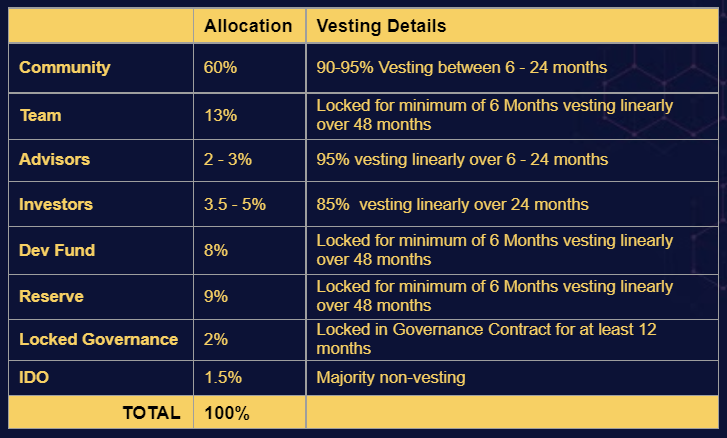 Allocation Vesting Details
Community 60% 90-95% Vesting between 6 - 24 months
Team 13% Locked for minimum of 6 Months vesting linearly
over 48 months
Advisors 2 - 3% 95% vesting linearly over 6 - 24 months
Investors 3.5 - 5% 85% vesting linearly over 24 months
Dev Fund 8% Locked for minimum of 6 Months vesting linearly
over 48 months
Reserve 9% Locked for minimum of 6 Months vesting linearly
over 48 months
Locked Governance 2% Locked in Governance Contract for at least 12
months
IDO 1.5% Majority non-vesting
TOTAL 100%